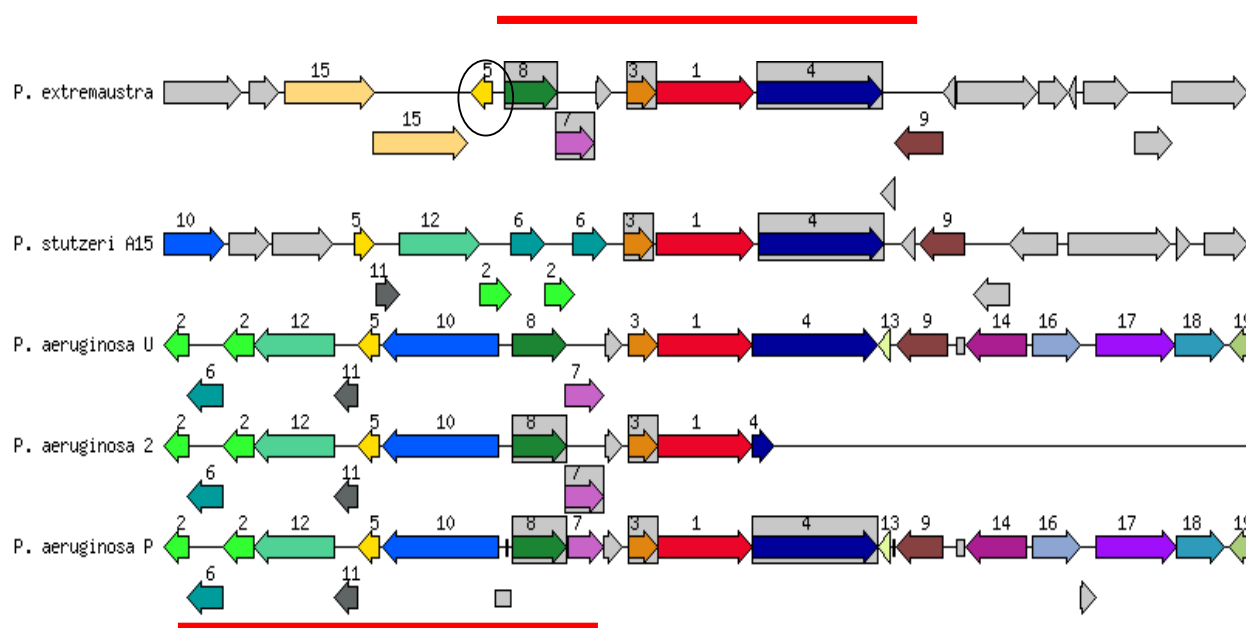 15 5 8 3 1 4
P. extremaustra
15 7 9
10 5 12 6 6 3 1 4 9
P. stutzeri A15
11 2 2
2 2 12 5 10 8 3 1 4 13 9 14 16 17 18 19
P. aeruginosa U
6 11 7
2 2 12 5 10 8 3 1 4
P. aeruginosa 2
6 11 7
2 2 12 5 10 8 7 3 1 4 13 9 14 16 17 18 19
P. aeruginosa P
6 11